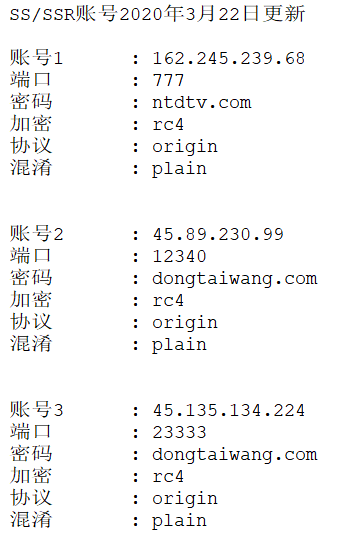 SS/SSR账号2020年3月22日更新
账号1 : 162.245.239.68
端口 : 777
密码 : ntdtv.com
加密 : rc4
协议 : origin
混淆 : plain
账号2 : 45.89.230.99
端口 : 12340
密码 : dongtaiwang.com
加密 : rc4
协议 : origin
混淆 : plain
账号3 : 45.135.134.224
端口 : 23333
密码 : dongtaiwang.com
加密 : rc4
协议 : origin
混淆 : plain